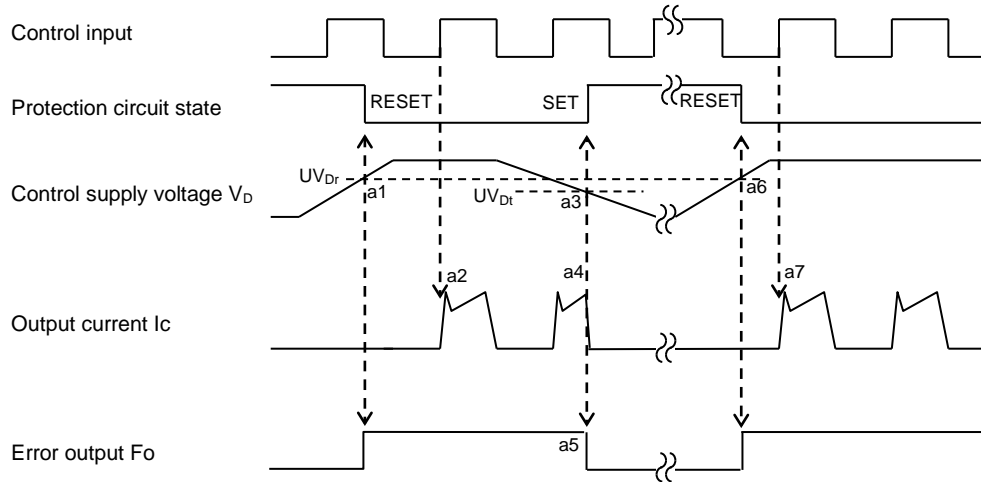 Control input
Protection circuit state
RESET
SET
RESET
Control supply voltage VD
UVDr
a1
UVDt
a3
a6
Output current Ic
a2
a4
a7
Error output Fo
a5